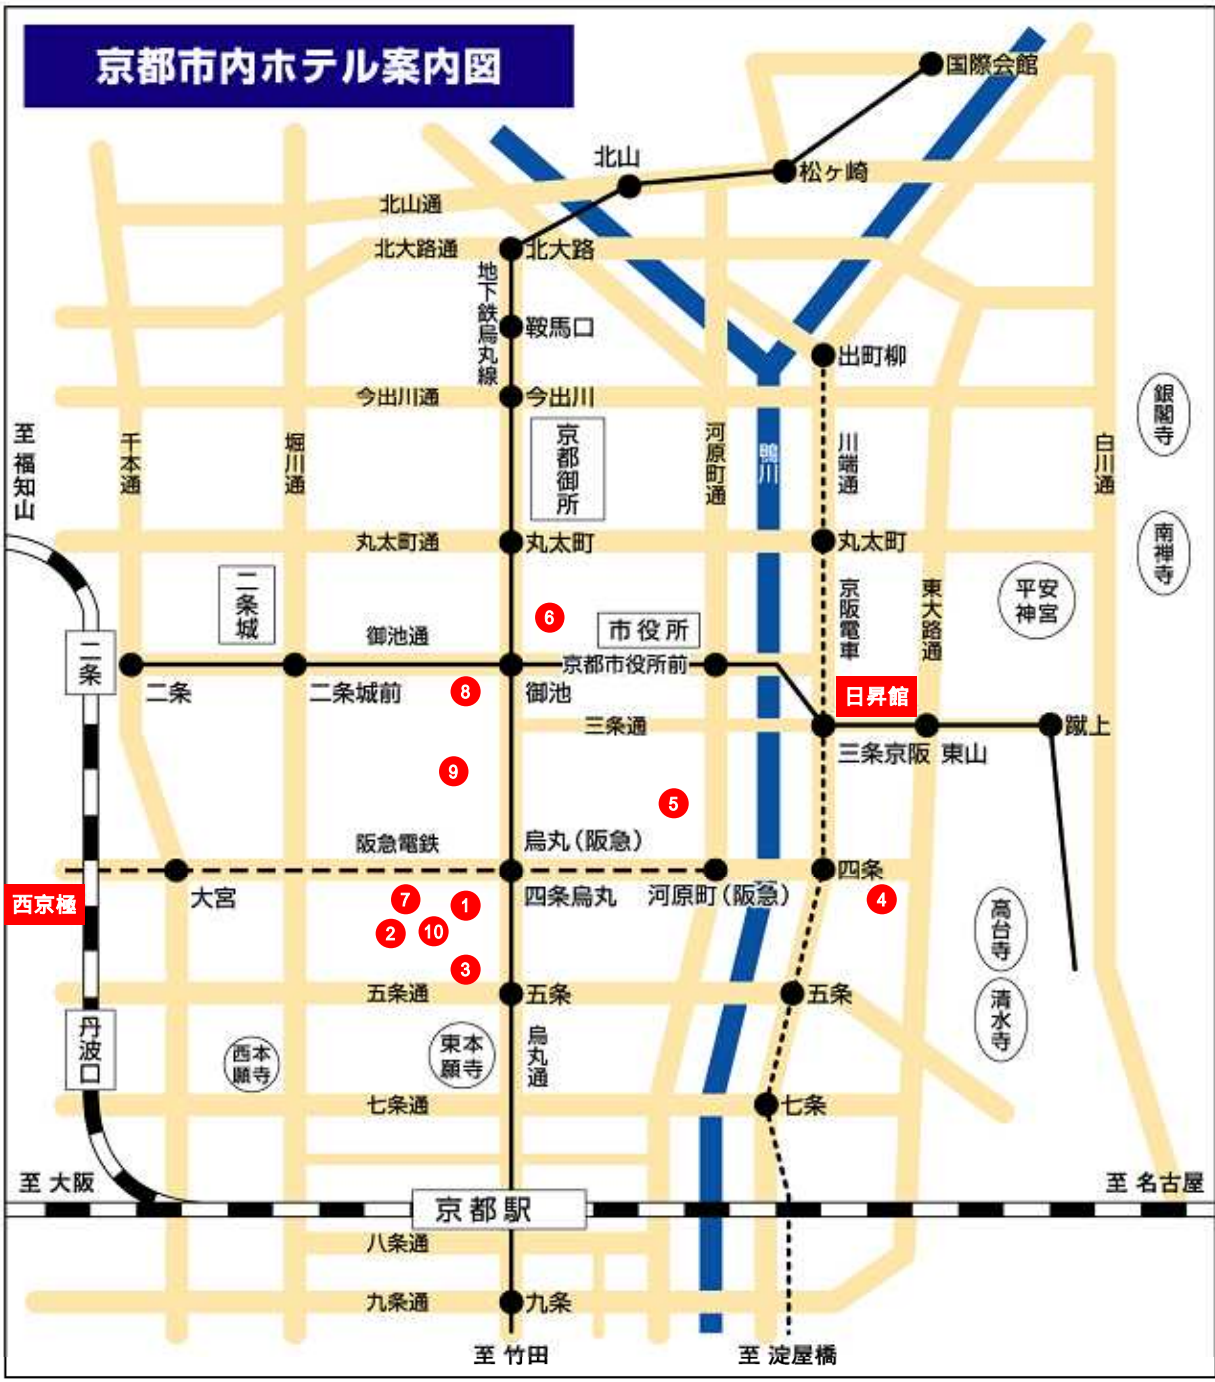 京都市内ホテル案内図
国際会館
北山
松ヶ崎
北山通
北大路通
北大路
地下鉄烏丸線
鞍馬口
出町柳
今出川通
今出川
至 福知山
千本通
堀川通
京都御所
河原町通
鴨川
川端通
白川通
銀閣寺
丸太町通
丸太町
丸太町
南禅寺
二条城
京阪電車
東大路通
平安
神宮
6
市役所
御池通
二条
京都市役所前
二条
二条城前
8
御池
日昇館
三条通
蹴上
三条京阪
東山
9
5
阪急電鉄
烏丸（阪急）
四条
西京極
大宮
7
1
四条烏丸
河原町（阪急）
4
2
10
高台寺
3
五条通
五条
五条
清水寺
丹波口
西本
願寺
東本
願寺
烏丸通
七条通
七条
至 大阪
至 名古屋
京都駅
八条通
九条通
九条
至 竹田
至 淀屋橋